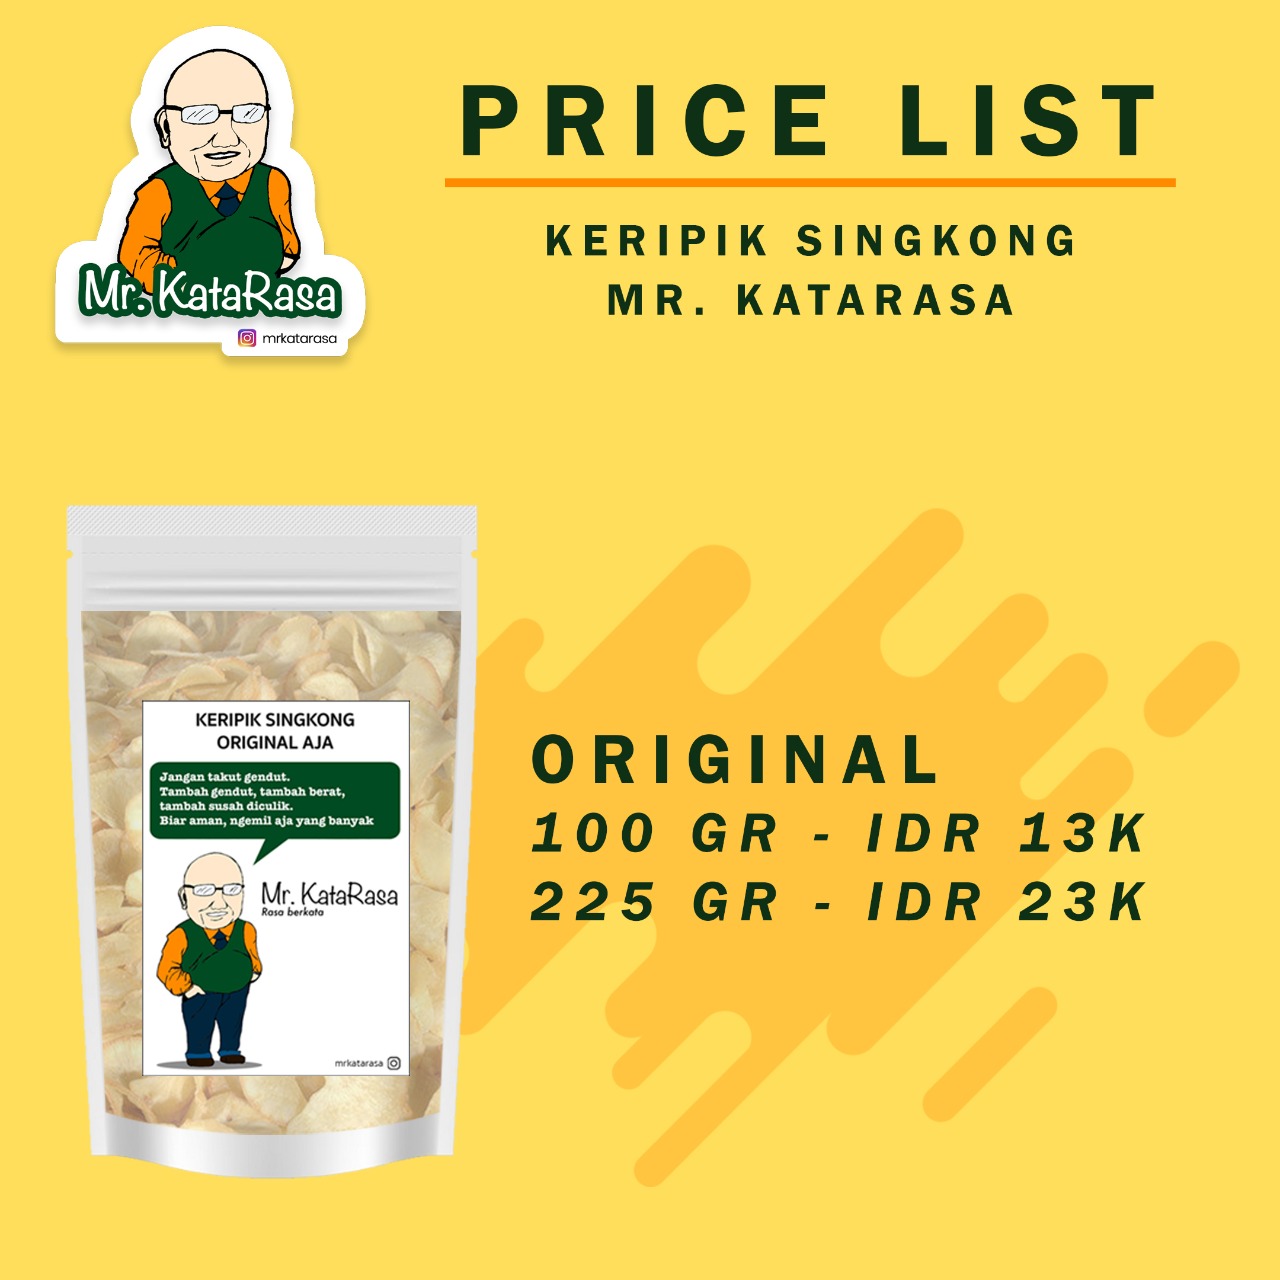 Mr. KataRasa
mrkatarasa
PRICE LIST
KERIPIK SINGKONG
MR. KATARASA
KERIPIK SINGKONG
ORIGINAL AJA
Jangan takut gendut.
Tambah gendut, tambah berat,
tambah susah diculik.
Biar aman, ngemil aja yang banyak
Mr. KataRasa
Rasa berkata
mrkatarasa
ORIGINAL
100 GR - IDR 13K
225 GR - IDR 23K